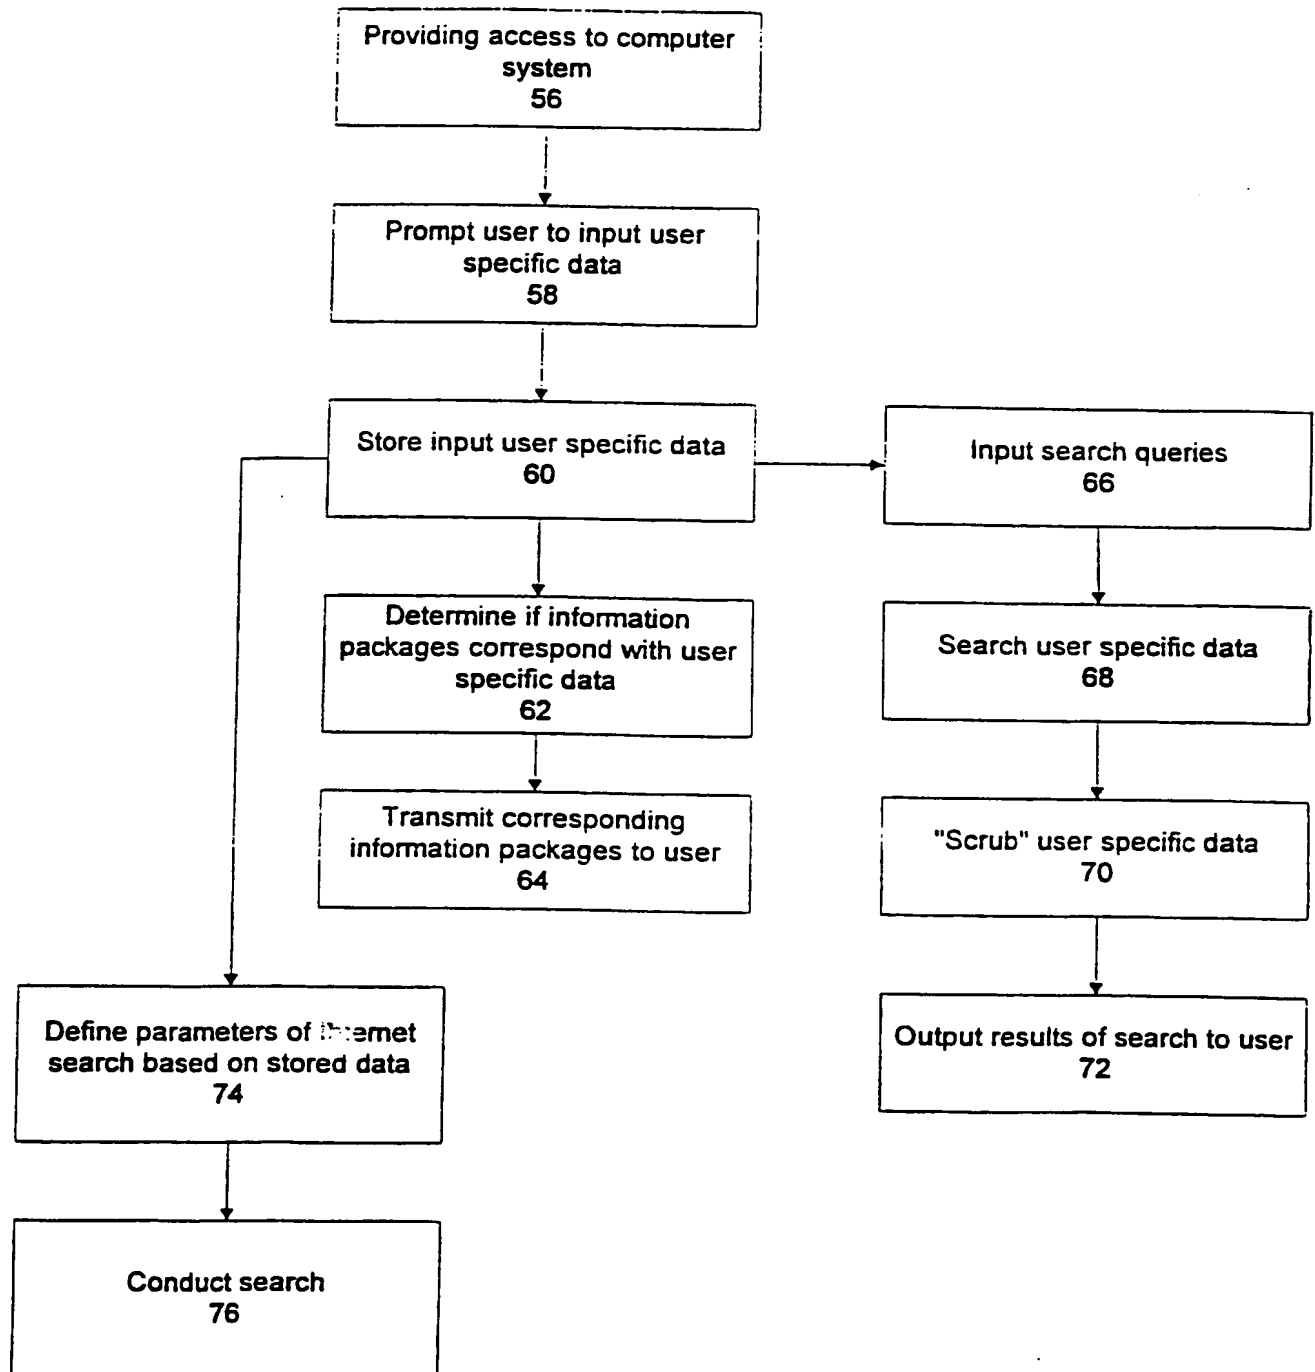 Providing access to computer
system
56
Prompt user to input user
specific data
58
Store input user specific data
60
Input search queries
66
Determine if information
packages correspond with user
specific data
62
Search user specific data
68
Transmit corresponding
information packages to user
64
"Scrub" user specific data
70
Define parameters of Internet
search based on stored data
74
Output results of search to user
72
Conduct search
76